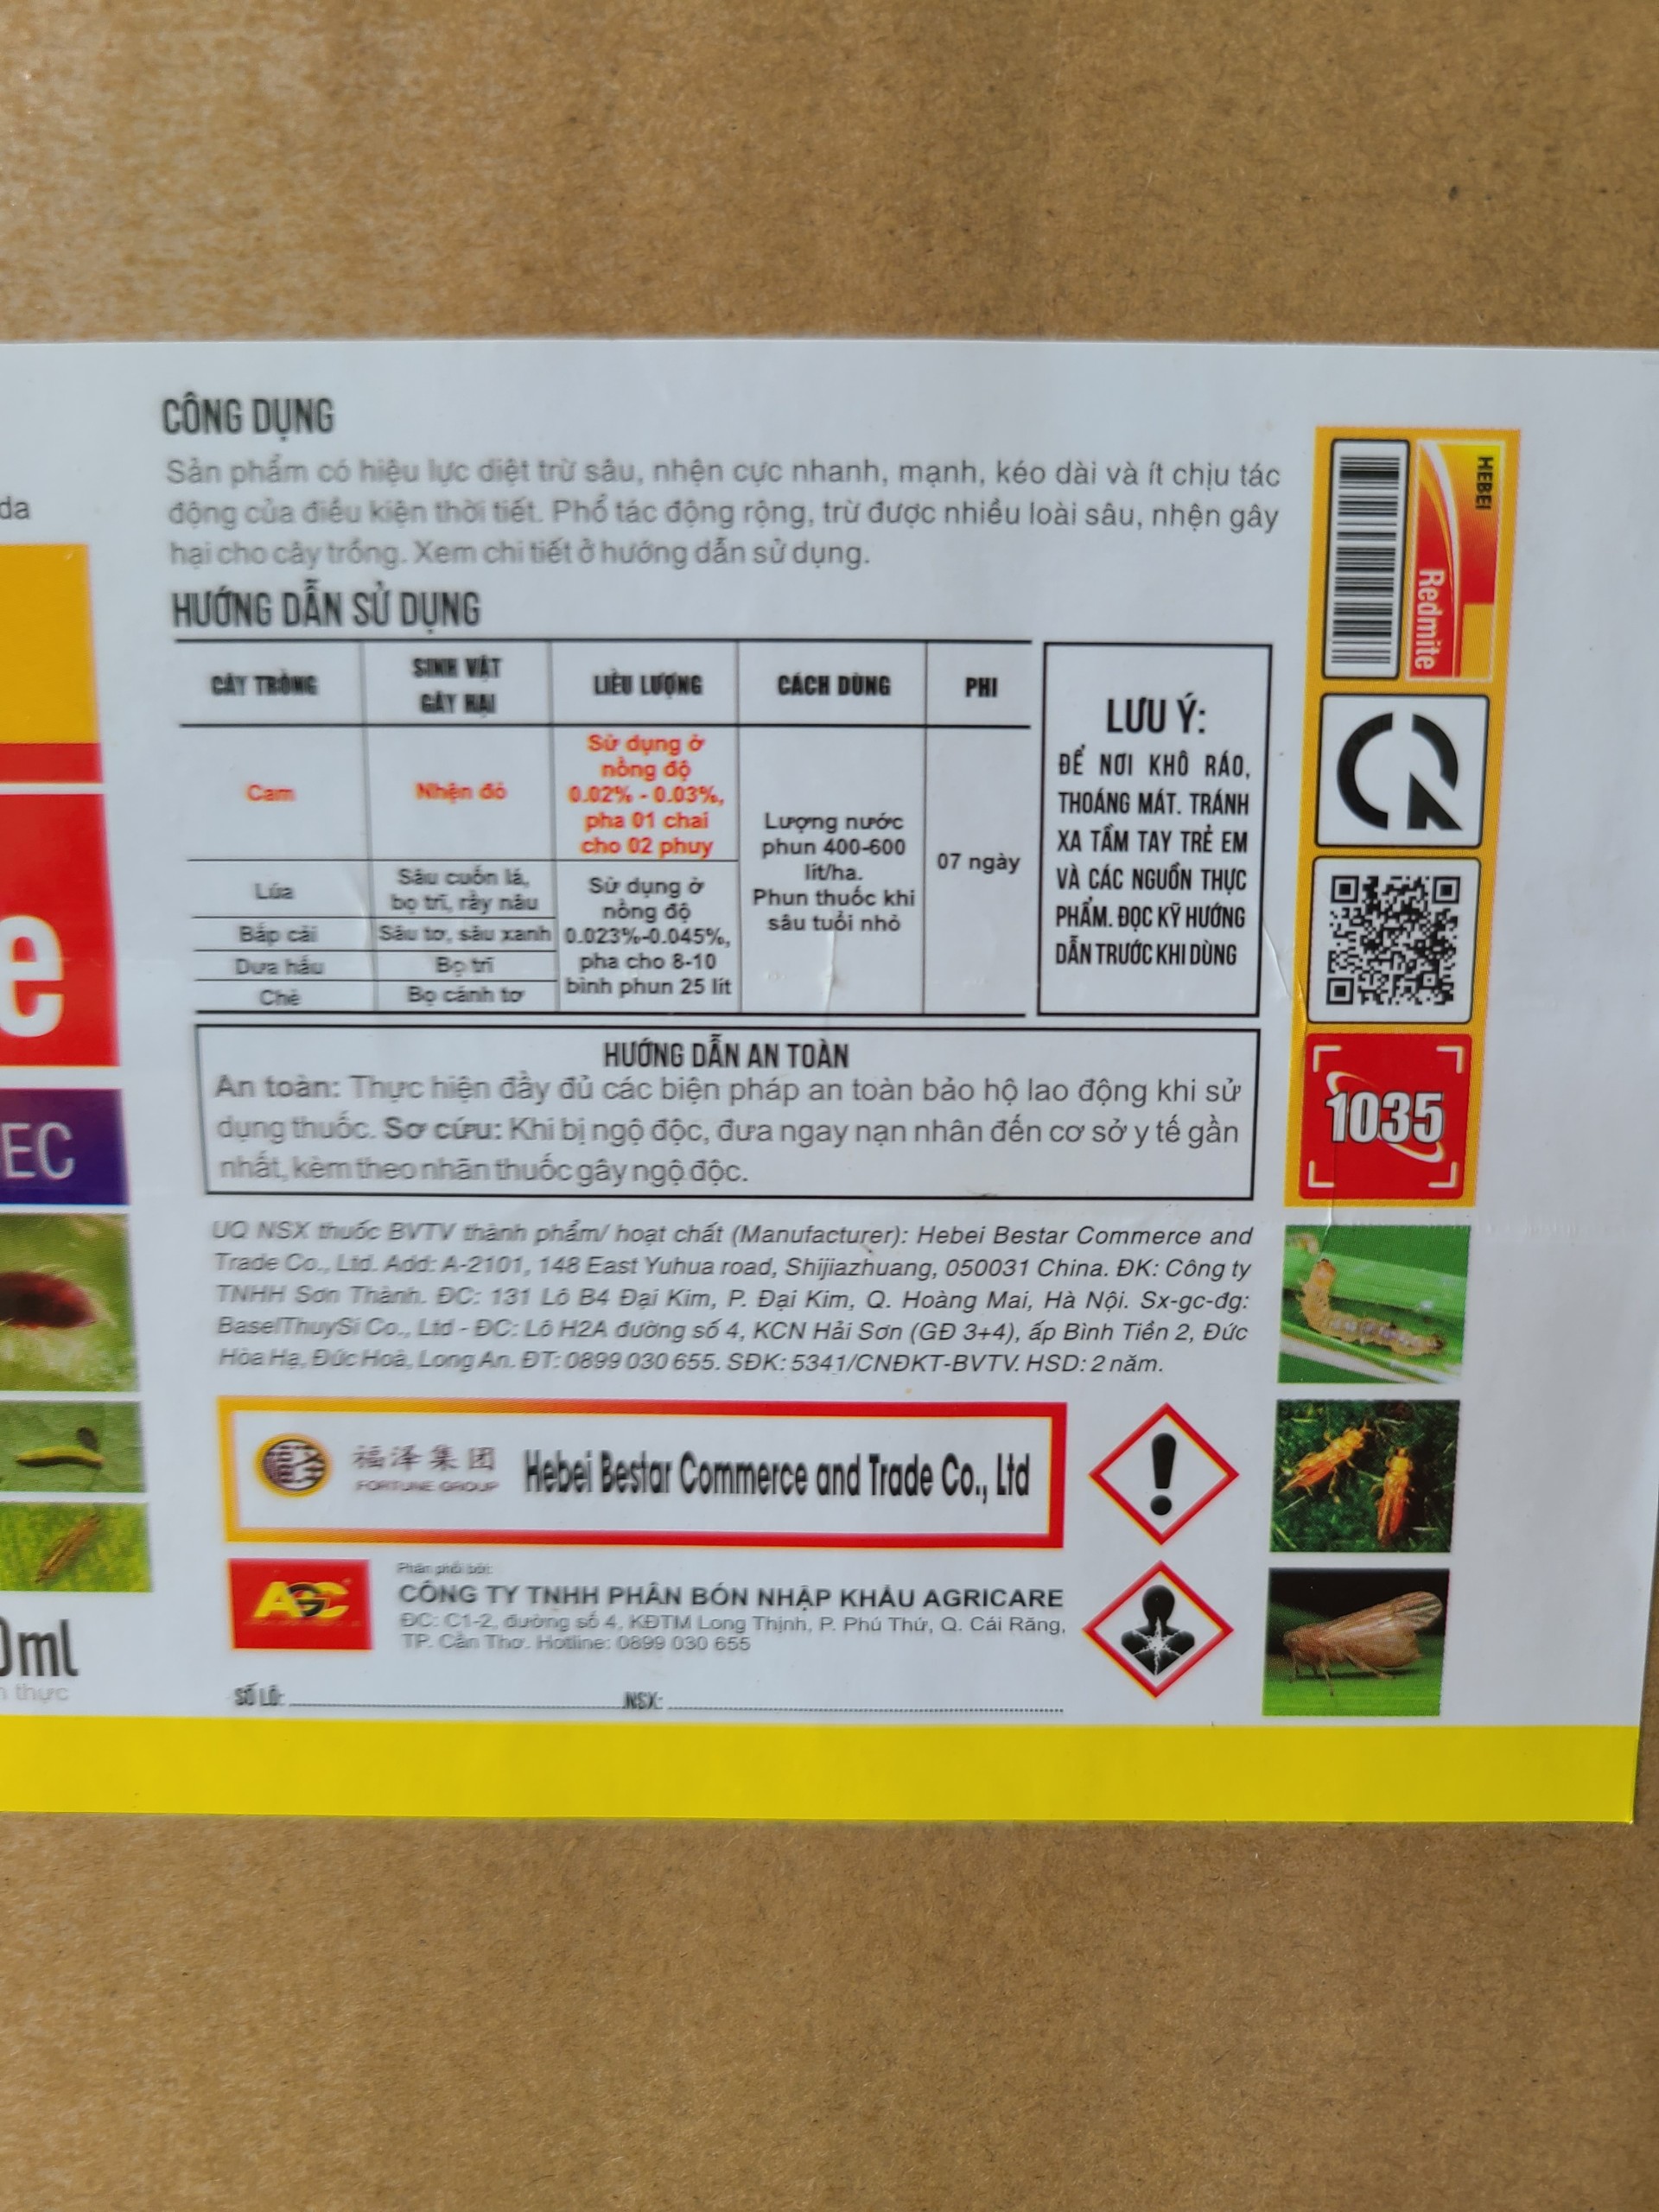 da
e
EC
0ml
n thực
CÔNG DỤNG
Sản phẩm có hiệu lực diệt trừ sâu, nhện cực nhanh, mạnh, kéo dài và ít chịu tác
động của điều kiện thời tiết. Phổ tác động rộng, trừ được nhiều loài sâu, nhện gây
hại cho cây trồng. Xem chi tiết ở hướng dẫn sử dụng.
HƯỚNG DẪN SỬ DỤNG
CÂY TRỒNG
SINH VẬT
GÂY HẠI
LIỀU LƯỢNG
CÁCH DÙNG
PHI
Cam
Nhện đỏ
Sử dụng ở
nồng độ
0.02% - 0.03%,
pha 01 chai
cho 02 phuy
Lúa
Sâu cuốn lá,
bọ trĩ, rầy nâu
Bắp cải
Sâu tơ, sâu xanh
Dưa hấu
Bọ trĩ
Chè
Bọ cánh tơ
Sử dụng ở
nồng độ
0.023%-0.045%,
pha cho 8-10
bình phun 25 lít
Lượng nước
phun 400-600
lít/ha.
Phun thuốc khi
sâu tuổi nhỏ
07 ngày
LƯU Ý:
ĐỂ NƠI KHÔ RÁO,
THOÁNG MÁT. TRÁNH
XA TẦM TAY TRẺ EM
VÀ CÁC NGUỒN THỰC
PHẨM. ĐỌC KỸ HƯỚNG
DẪN TRƯỚC KHI DÙNG
HƯỚNG DẪN AN TOÀN
An toàn: Thực hiện đầy đủ các biện pháp an toàn bảo hộ lao động khi sử
dụng thuốc. Sơ cứu: Khi bị ngộ độc, đưa ngay nạn nhân đến cơ sở y tế gần
nhất, kèm theo nhãn thuốc gây ngộ độc.
UQ NSX thuốc BVTV thành phẩm/ hoạt chất (Manufacturer): Hebei Bestar Commerce and
Trade Co., Ltd. Add: A-2101, 148 East Yuhua road, Shijiazhuang, 050031 China. ĐK: Công ty
TNHH Sơn Thành. ĐC: 131 Lô B4 Đại Kim, P. Đại Kim, Q. Hoàng Mai, Hà Nội. Sx-gc-đg:
BaselThuySi Co., Ltd - ĐC: Lô H2A đường số 4, KCN Hải Sơn (GĐ 3+4), ấp Bình Tiền 2, Đức
Hòa Hạ, Đức Hoà, Long An. ĐT: 0899 030 655. SĐK: 5341/CNĐKT-BVTV. HSD: 2 năm.
福泽集团
FORTUNE GROUP
Hebei Bestar Commerce and Trade Co., Ltd
AGC
Phân phối bởi:
CÔNG TY TNHH PHÂN BÓN NHẬP KHẨU AGRICARE
ĐC: C1-2, đường số 4, KĐTM Long Thịnh, P. Phú Thứ, Q. Cái Răng,
TP. Cần Thơ. Hotline: 0899 030 655
SỐ LÔ:
NSX:
HEBEI
Redmite
1035